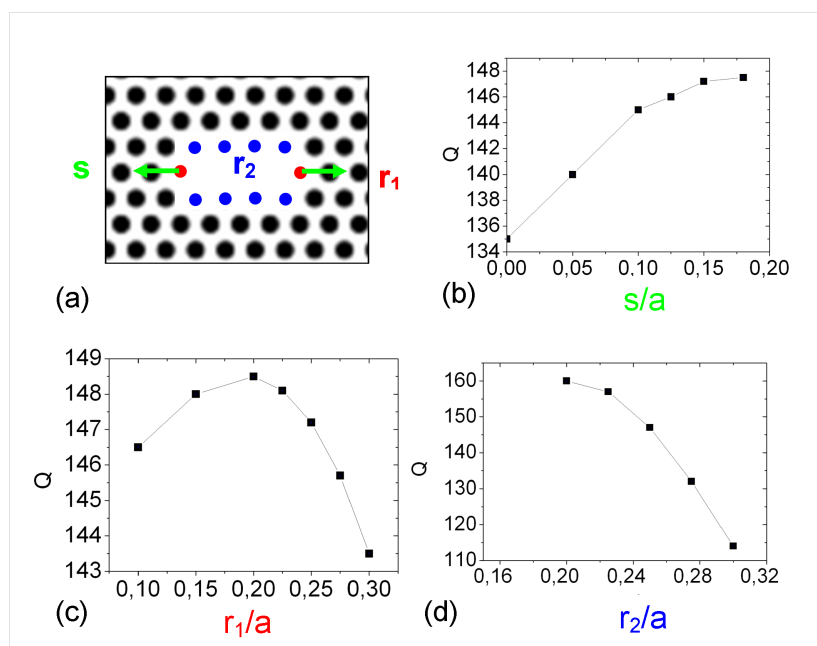 s
r2
r1
(a)
148
146
144
142
140
138
136
134
Q
0,00 0,05 0,10 0,15 0,20
(b)
s/a
149
148
147
146
145
144
143
Q
0,10 0,15 0,20 0,25 0,30
(c)
r1/a
160
150
140
130
120
110
Q
0,16 0,20 0,24 0,28 0,32
(d)
r2/a